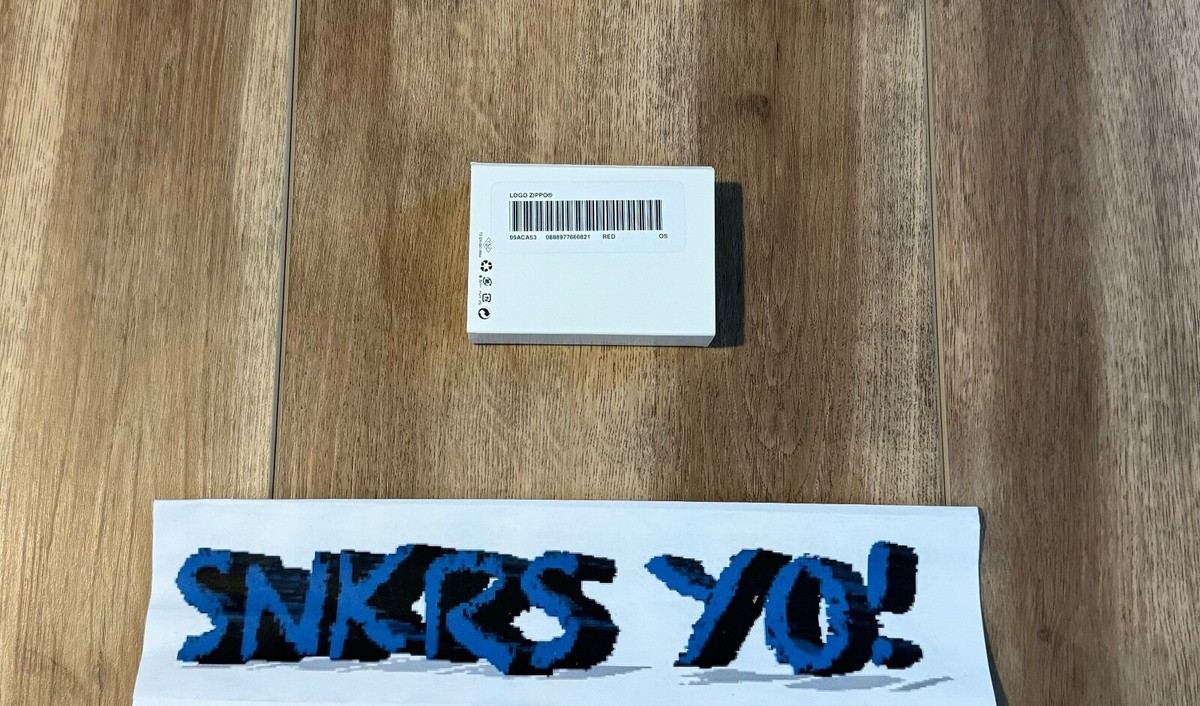 LOGO ZIPPO®
99ACA53 0888977666821 RED OS
SNKRS YO!